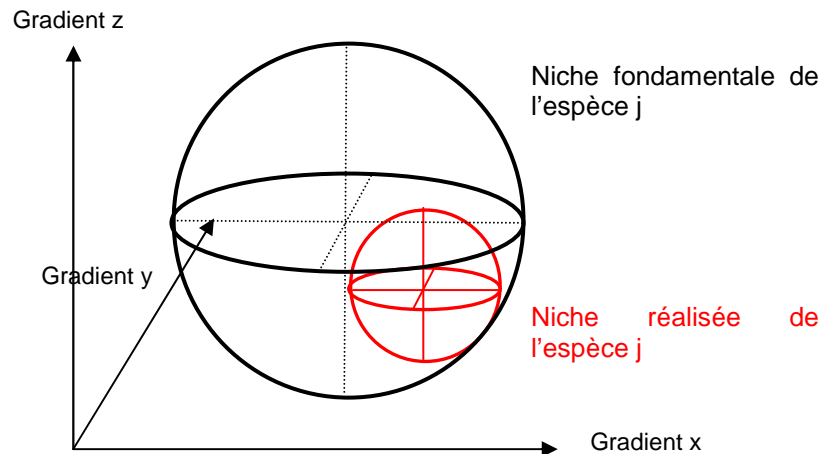 Gradient z
Niche fondamentale de
l'espèce j
Gradient y
Niche réalisée de
l'espèce j
Gradient x